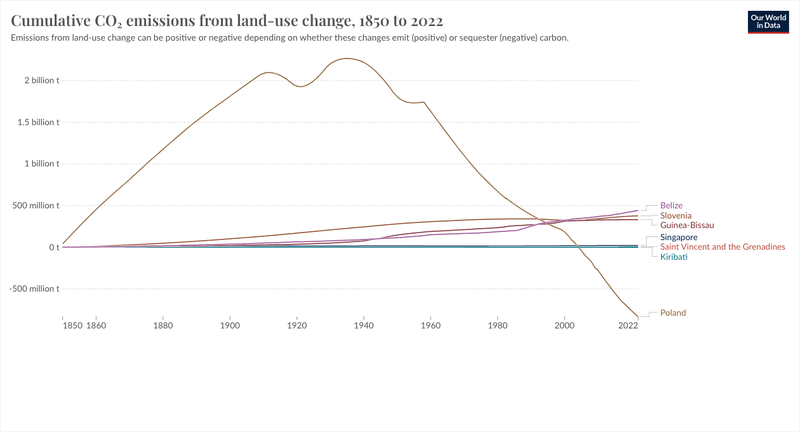 Cumulative CO₂ emissions from land-use change, 1850 to 2022
Our World
in Data
Emissions from land-use change can be positive or negative depending on whether these changes emit (positive) or sequester (negative) carbon.
2 billion t
1.5 billion t
1 billion t
500 million t
0 t
-500 million t
Belize
Slovenia
Guinea-Bissau
Singapore
Saint Vincent and the Grenadines
Kiribati
Poland
1850 1860 1880 1900 1920 1940 1960 1980 2000 2022